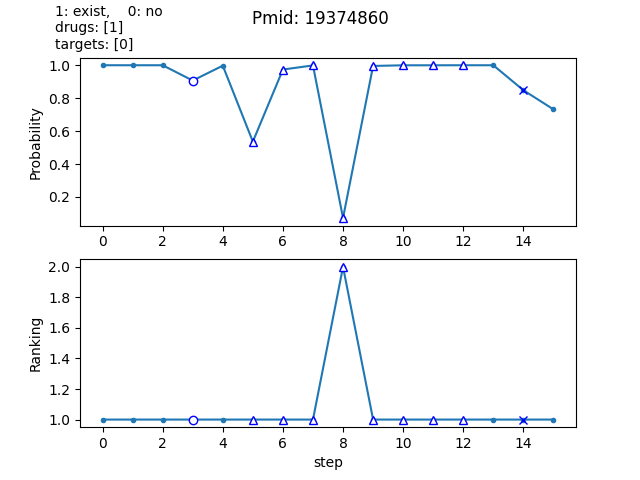 1: exist,    0: no
drugs: [1]
targets: [0]
Pmid: 19374860
Probability
1.0
0.8
0.6
0.4
0.2
0 2 4 6 8 10 12 14
Ranking
2.0
1.8
1.6
1.4
1.2
1.0
0 2 4 6 8 10 12 14
step